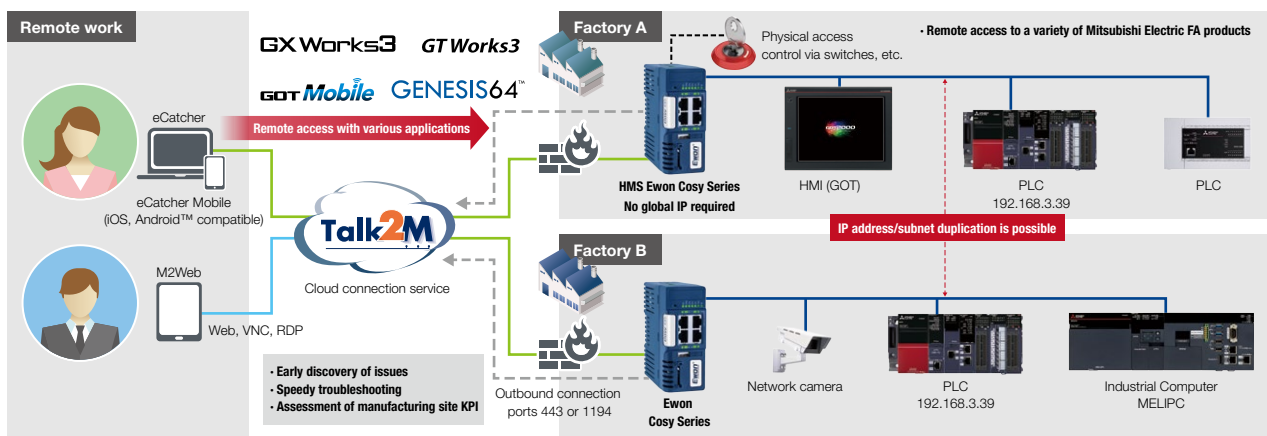 Remote work
eCatcher
eCatcher Mobile
(iOS, Android™ compatible)
M2Web
Web, VNC, RDP
GX Works3
GT Works3
GOT Mobile
GENESIS64™
Remote access with various applications
Talk2M
Cloud connection service
· Early discovery of issues
· Speedy troubleshooting
· Assessment of manufacturing site KPI
Outbound connection
ports 443 or 1194
Factory A
Physical access
control via switches, etc.
· Remote access to a variety of Mitsubishi Electric FA products
Ewon
HMS Ewon Cosy Series
No global IP required
HMI (GOT)
PLC
192.168.3.39
PLC
IP address/subnet duplication is possible
Factory B
Ewon
Ewon
Cosy Series
Network camera
PLC
192.168.3.39
Industrial Computer
MELIPC